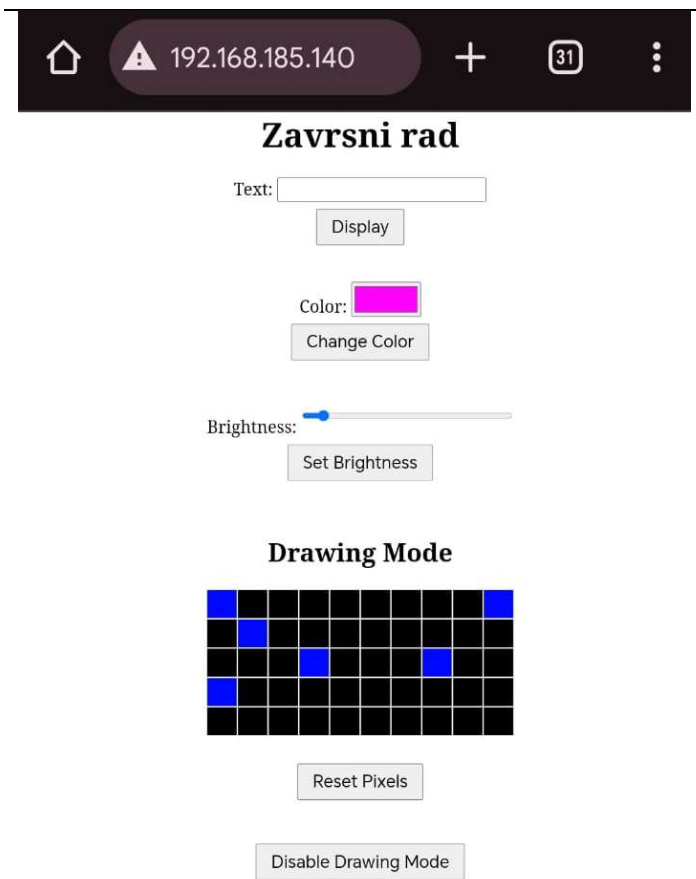 192.168.185.140
31
Zavrsni rad
Text:
Display
Color:
Change Color
Brightness:
Set Brightness
Drawing Mode
Reset Pixels
Disable Drawing Mode